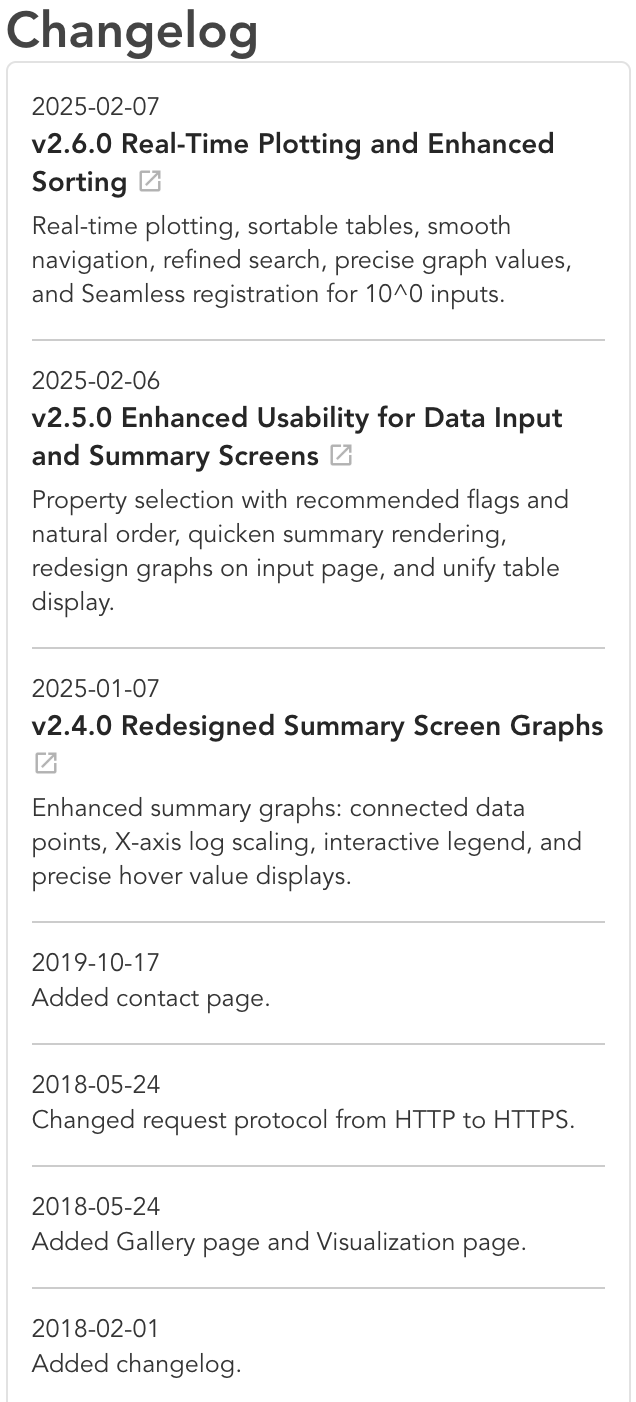 Changelog
2025-02-07
v2.6.0 Real-Time Plotting and Enhanced
Sorting
Real-time plotting, sortable tables, smooth
navigation, refined search, precise graph values,
and Seamless registration for 10^0 inputs.
2025-02-06
v2.5.0 Enhanced Usability for Data Input
and Summary Screens
Property selection with recommended flags and
natural order, quicken summary rendering,
redesign graphs on input page, and unify table
display.
2025-01-07
v2.4.0 Redesigned Summary Screen Graphs
Enhanced summary graphs: connected data
points, X-axis log scaling, interactive legend, and
precise hover value displays.
2019-10-17
Added contact page.
2018-05-24
Changed request protocol from HTTP to HTTPS.
2018-05-24
Added Gallery page and Visualization page.
2018-02-01
Added changelog.